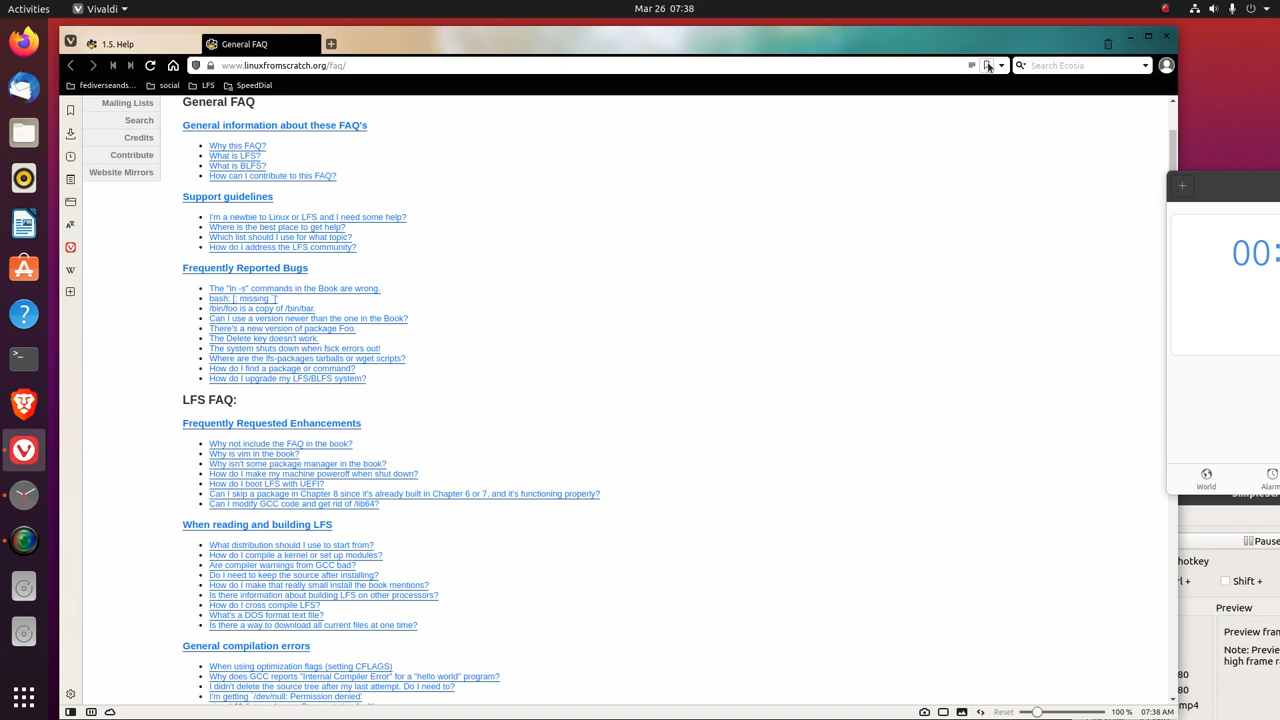 Vivaldi
Mar 26 07:38
1.5. Help
General FAQ
www.linuxfromscratch.org/faq/
Search Ecosia
fediverseands...
social
LFS
SpeedDial
Mailing Lists
Search
Credits
Contribute
Website Mirrors
General FAQ
General information about these FAQ's
Why this FAQ?
What is LFS?
What is BLFS?
How can I contribute to this FAQ?
Support guidelines
I'm a newbie to Linux or LFS and I need some help?
Where is the best place to get help?
Which list should I use for what topic?
How do I address the LFS community?
Frequently Reported Bugs
The "ln -s" commands in the Book are wrong.
bash: [: missing `]'
/bin/foo is a copy of /bin/bar.
Can I use a version newer than the one in the Book?
There's a new version of package Foo.
The Delete key doesn't work.
The system shuts down when fsck errors out!
Where are the lfs-packages tarballs or wget scripts?
How do I find a package or command?
How do I upgrade my LFS/BLFS system?
LFS FAQ:
Frequently Requested Enhancements
Why not include the FAQ in the book?
Why is vim in the book?
Why isn't some package manager in the book?
How do I make my machine poweroff when shut down?
How do I boot LFS with UEFI?
Can I skip a package in Chapter 8 since it's already built in Chapter 6 or 7, and it's functioning properly?
Can I modify GCC code and get rid of /lib64?
When reading and building LFS
What distribution should I use to start from?
How do I compile a kernel or set up modules?
Are compiler warnings from GCC bad?
Do I need to keep the source after installing?
How do I make that really small install the book mentions?
Is there information about building LFS on other processors?
How do I cross compile LFS?
What's a DOS format text file?
Is there a way to download all current files at one time?
General compilation errors
When using optimization flags (setting CFLAGS)
Why does GCC reports "Internal Compiler Error" for a "hello world" program?
I didn't delete the source tree after my last attempt. Do I need to?
I'm getting `/dev/null: Permission denied'
Reset
100 %
07:38 AM
00:
World
Alarm
Pause
hotkey
rl +
Shift +
Preview
Preview fran
Note: Previe
high frame r
80
80
mp4